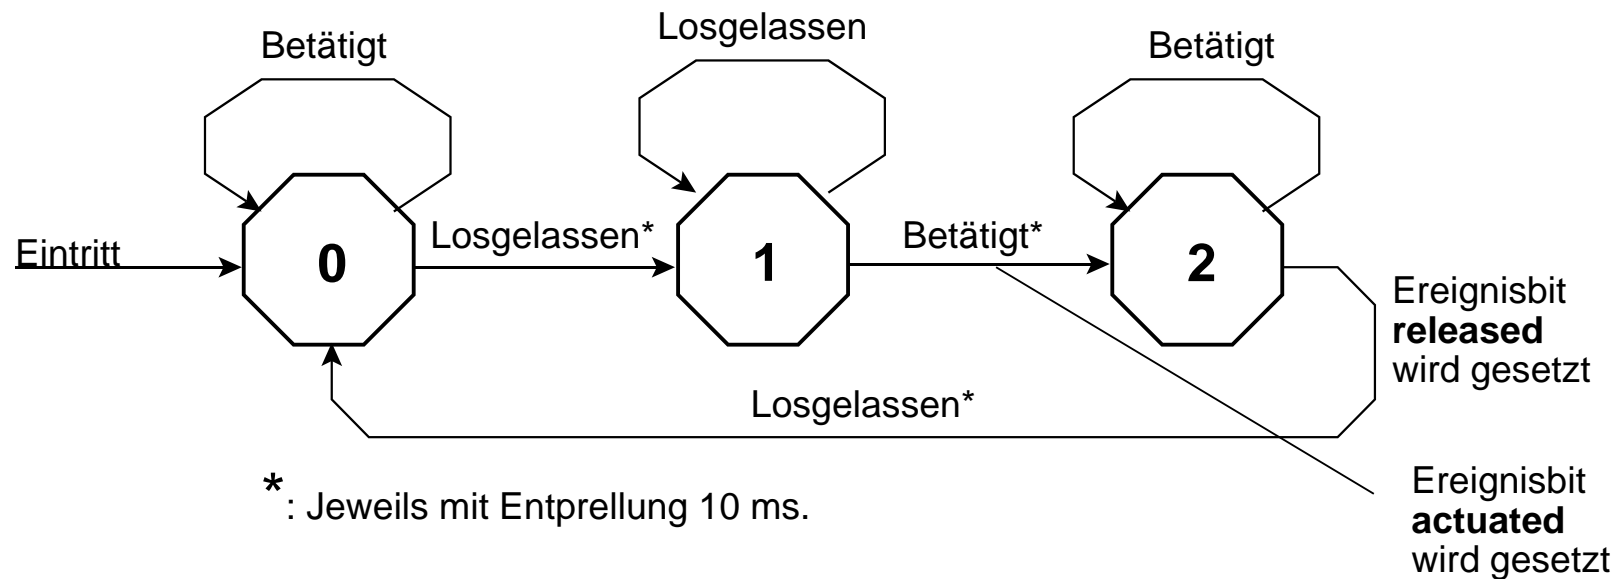 Betätigt
Losgelassen
Betätigt
Eintritt
0
Losgelassen*
1
Betätigt*
2
Ereignisbit
released
wird gesetzt
Losgelassen*
Ereignisbit
actuated
wird gesetzt
*: Jeweils mit Entprellung 10 ms.